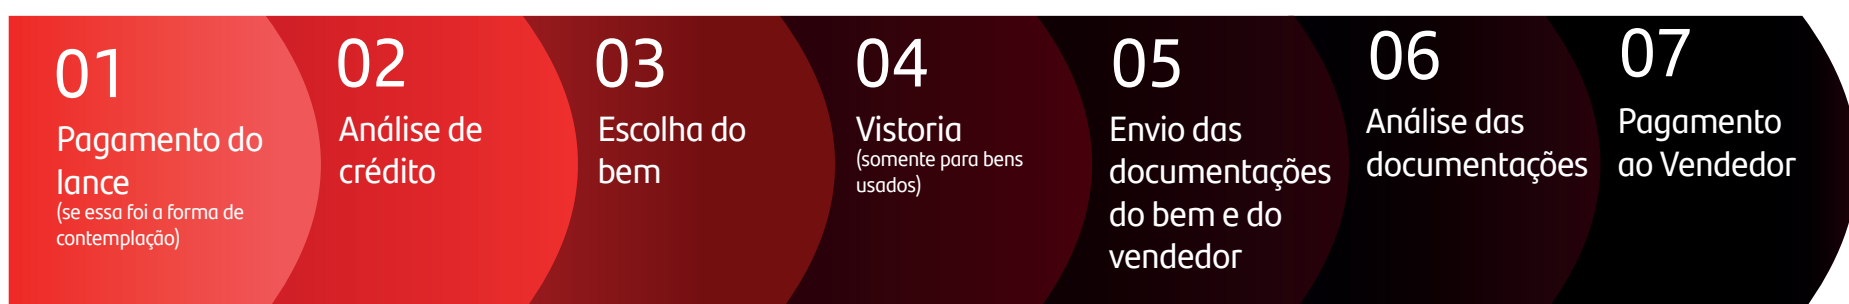 01
Pagamento do
lance
(se essa foi a forma de
contemplação)
02
Análise de
crédito
03
Escolha do
bem
04
Vistoria
(somente para bens
usados)
05
Envio das
documentações
do bem e do
vendedor
06
Análise das
documentações
07
Pagamento
ao Vendedor